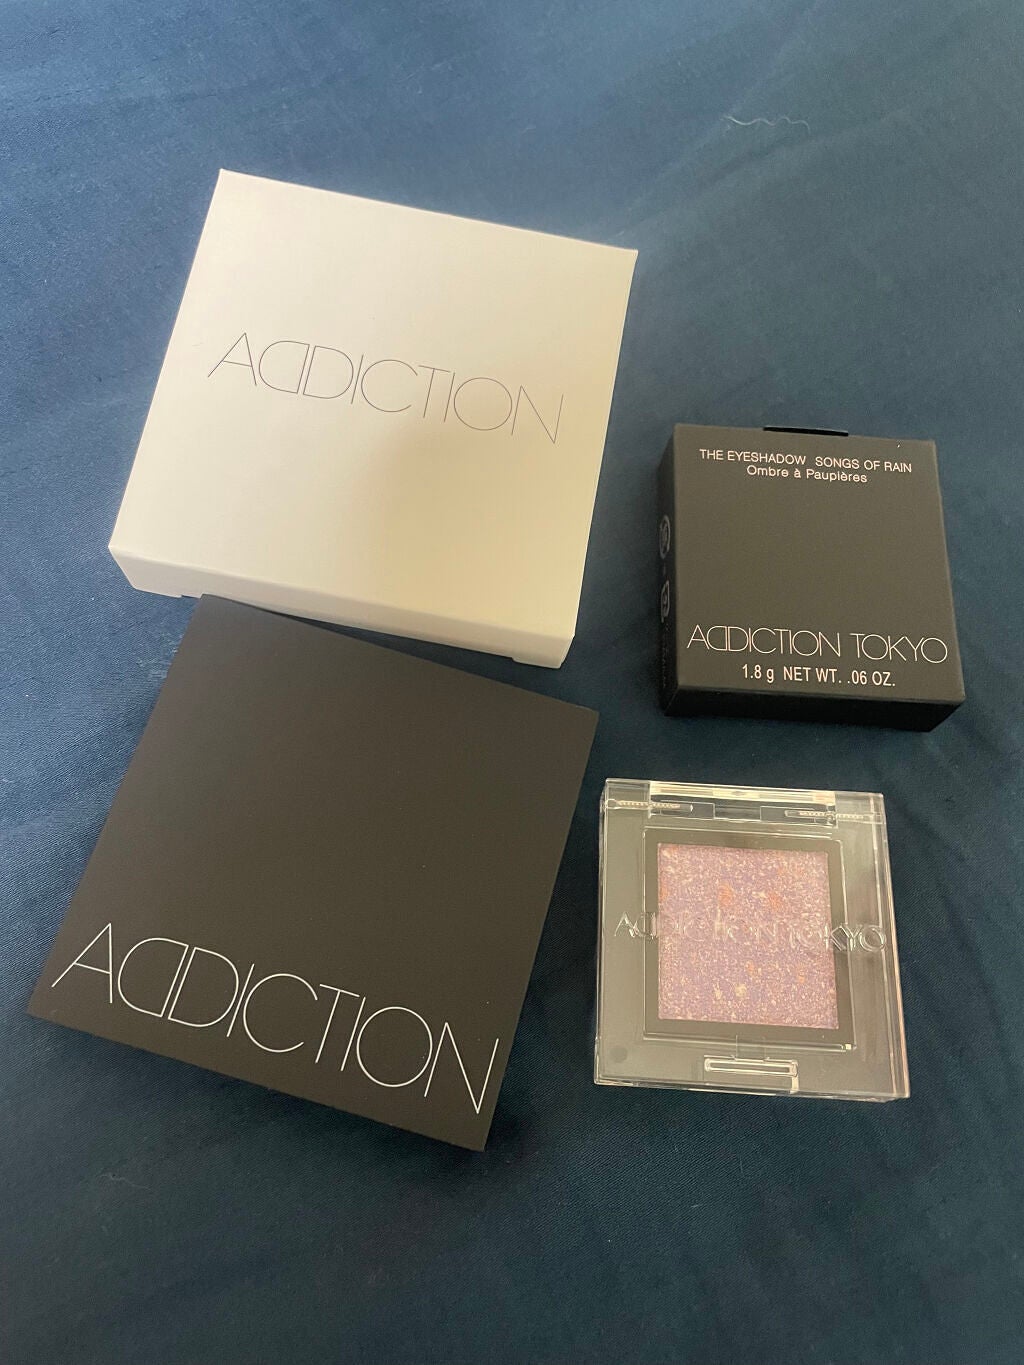 ADDICTION
THE EYESHADOW SONGS OF RAIN
Ombre à Paupières
ADDICTION TOKYO
1.8 g NET WT. .06 OZ.
ADDICTION
ADDICTION TOKYO